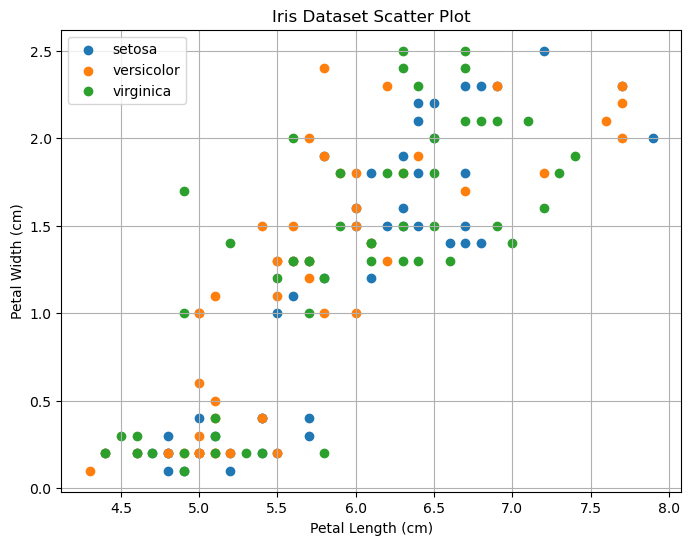 Iris Dataset Scatter Plot
setosa
versicolor
virginica
Petal Width (cm)
2.5
2.0
1.5
1.0
0.5
0.0
4.5 5.0 5.5 6.0 6.5 7.0 7.5 8.0
Petal Length (cm)